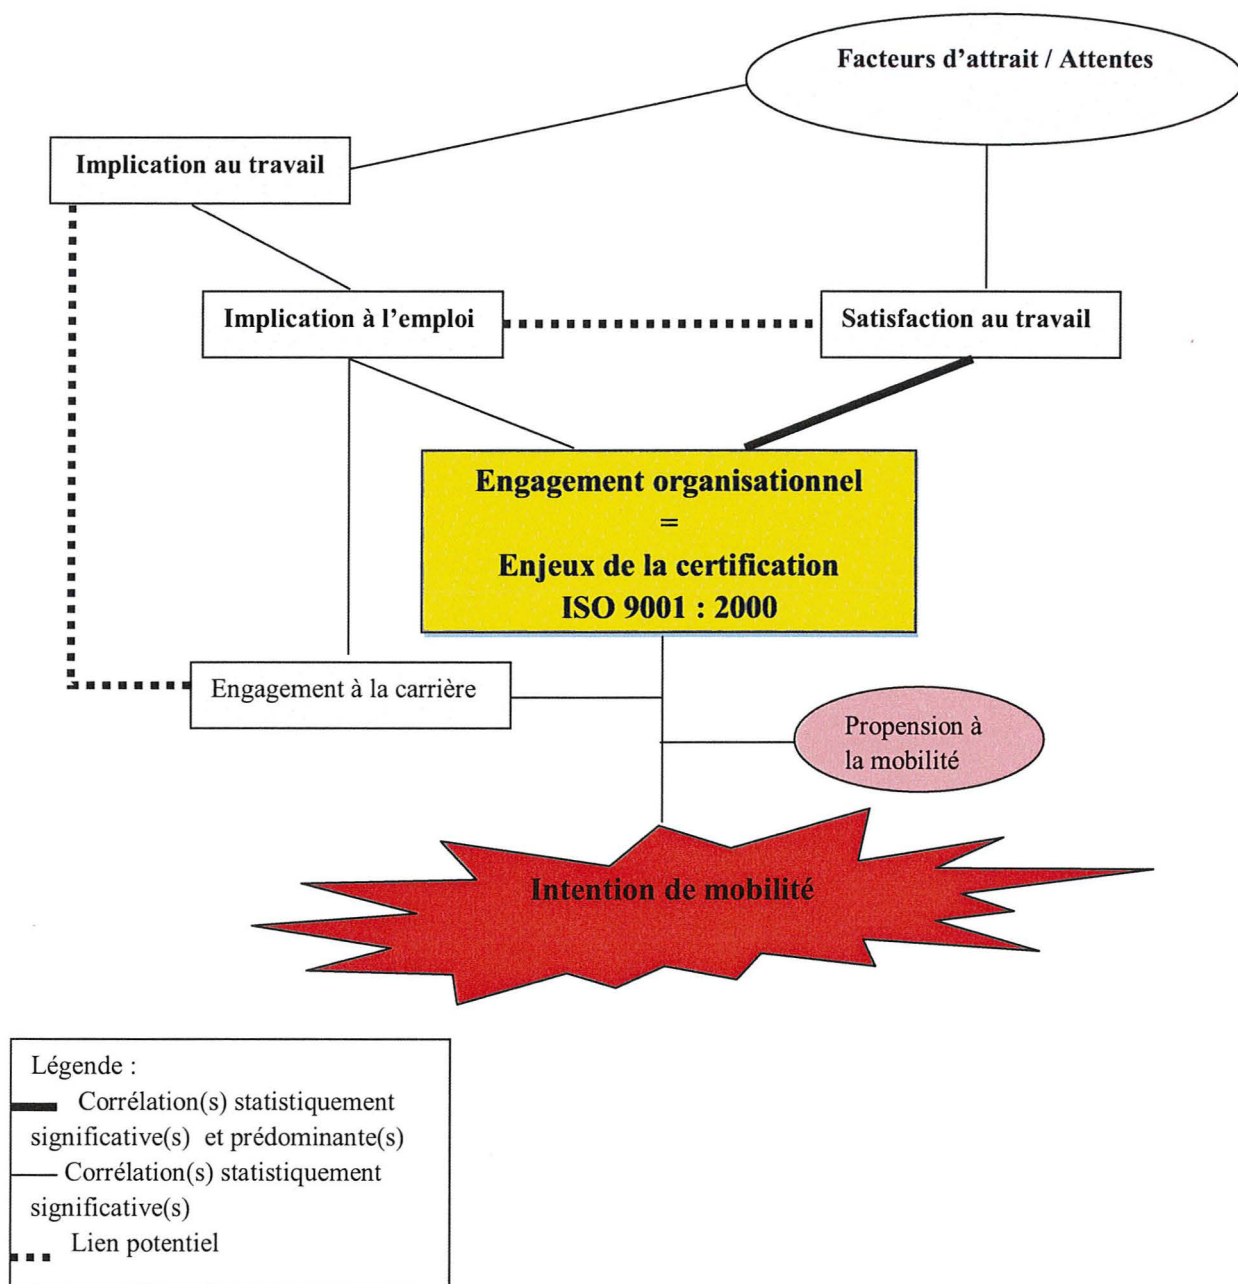 Facteurs d'attrait / Attentes
Implication au travail
Implication à l'emploi
Satisfaction au travail
Engagement organisationnel
=
Enjeux de la certification
ISO 9001 : 2000
Engagement à la carrière
Propension à
la mobilité
Intention de mobilité
Légende :
Corrélation(s) statistiquement
significative(s) et prédominante(s)
Corrélation(s) statistiquement
significative(s)
Lien potentiel